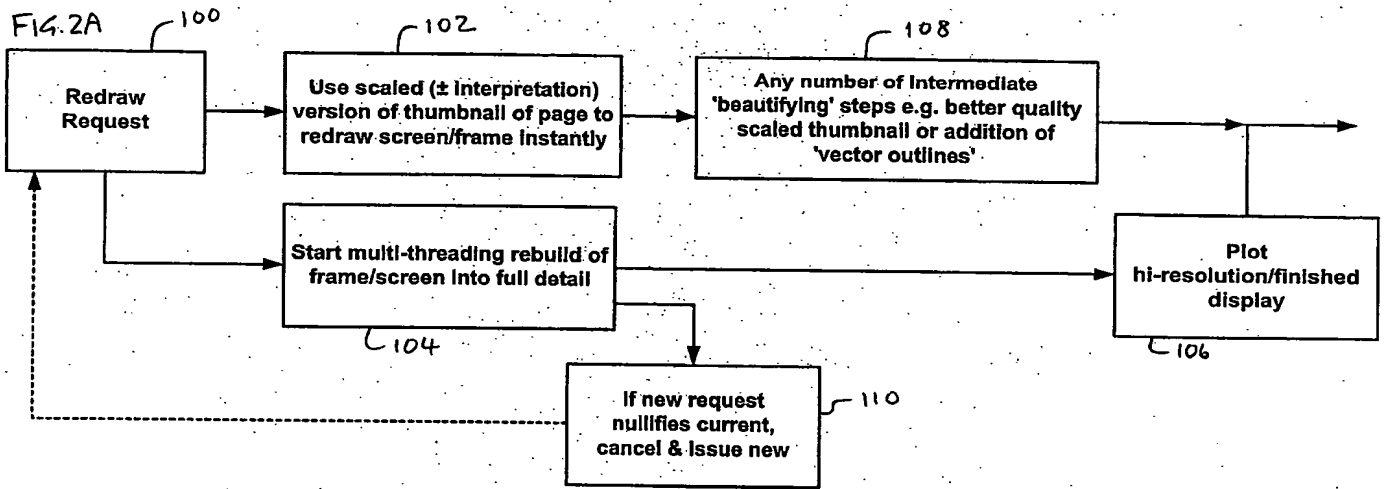 FIG. 2A
100
102
108
Redraw
Request
Use scaled (± Interpretation)
version of thumbnail of page to
redraw screen/frame instantly
Any number of Intermediate
'beautifying' steps e.g. better quality
scaled thumbnail or addition of
'vector outlines'
Start multi-threading rebuild of
frame/screen into full detail
Plot
hi-resolution/finished
display
104
106
If new request
nullifies current,
cancel & issue new
110